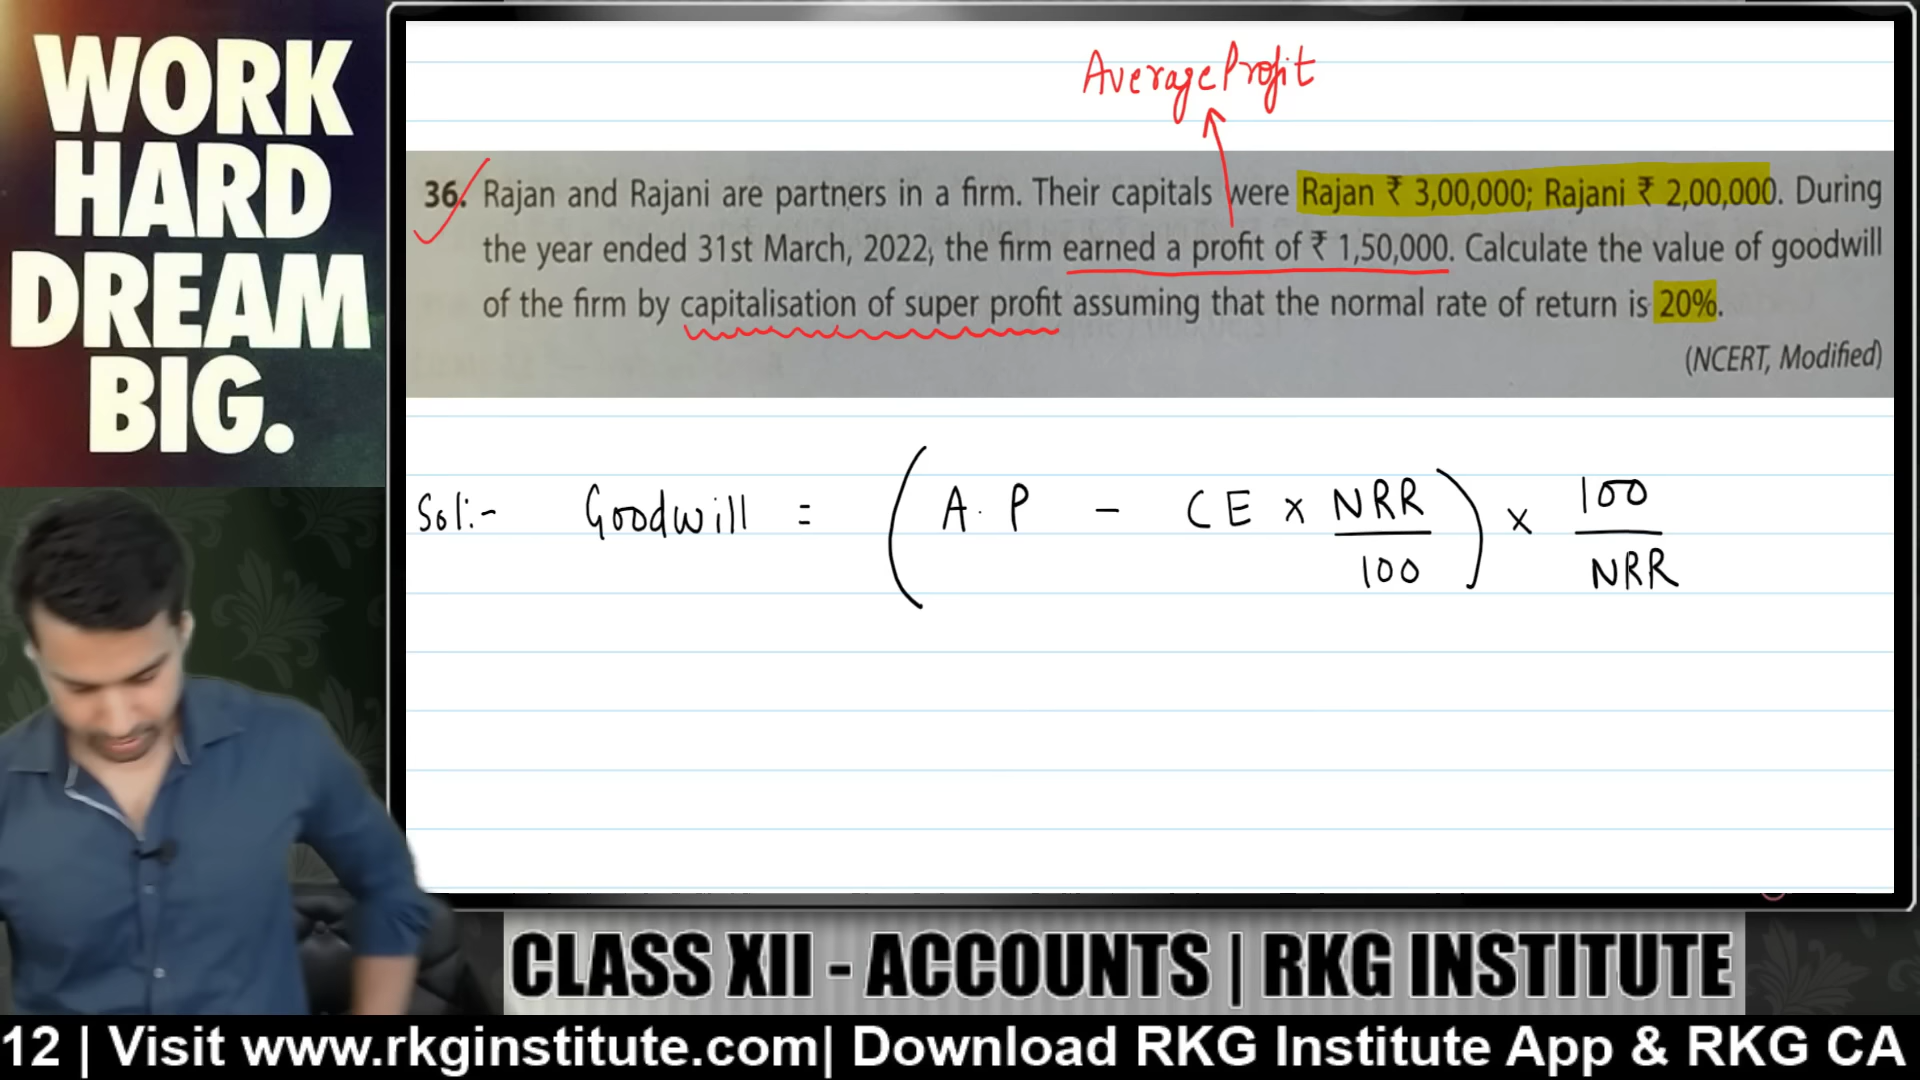 WORK
HARD
DREAM
BIG.
Average Profit
36. Rajan and Rajani are partners in a firm. Their capitals were Rajan ₹ 3,00,000; Rajani ₹ 2,00,000. During
the year ended 31st March, 2022, the firm earned a profit of ₹ 1,50,000. Calculate the value of goodwill
of the firm by capitalisation of super profit assuming that the normal rate of return is 20%.
(NCERT, Modified)
Sol:- Goodwill = ( A.P - CE × NRR/100 ) × 100/NRR
CLASS XII - ACCOUNTS | RKG INSTITUTE
12 | Visit www.rkginstitute.com| Download RKG Institute App & RKG CA